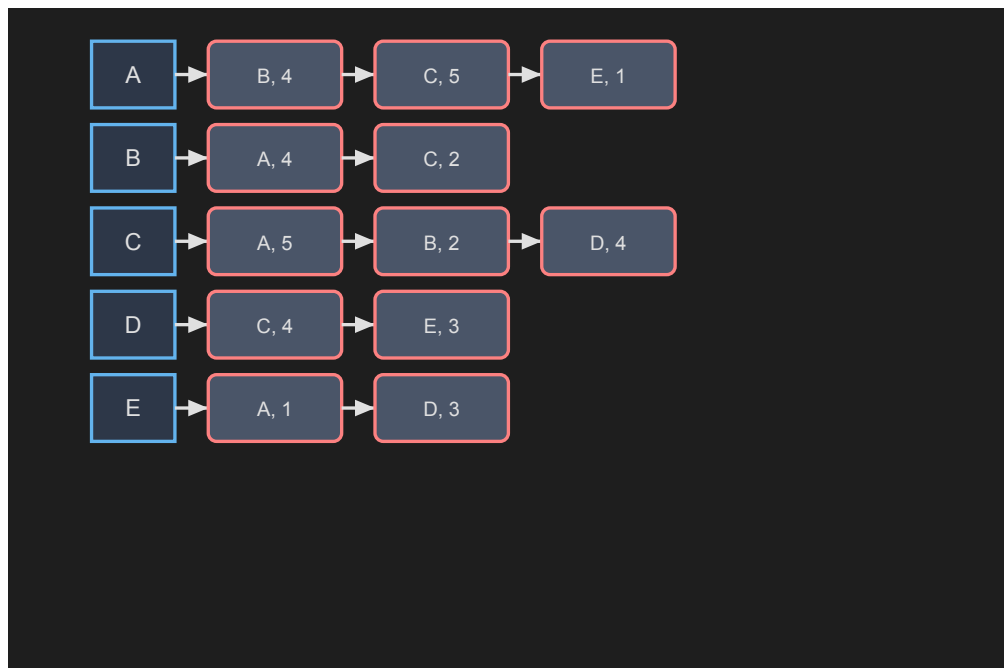 A B, 4 C, 5 E, 1
B A, 4 C, 2
C A, 5 B, 2 D, 4
D C, 4 E, 3
E A, 1 D, 3